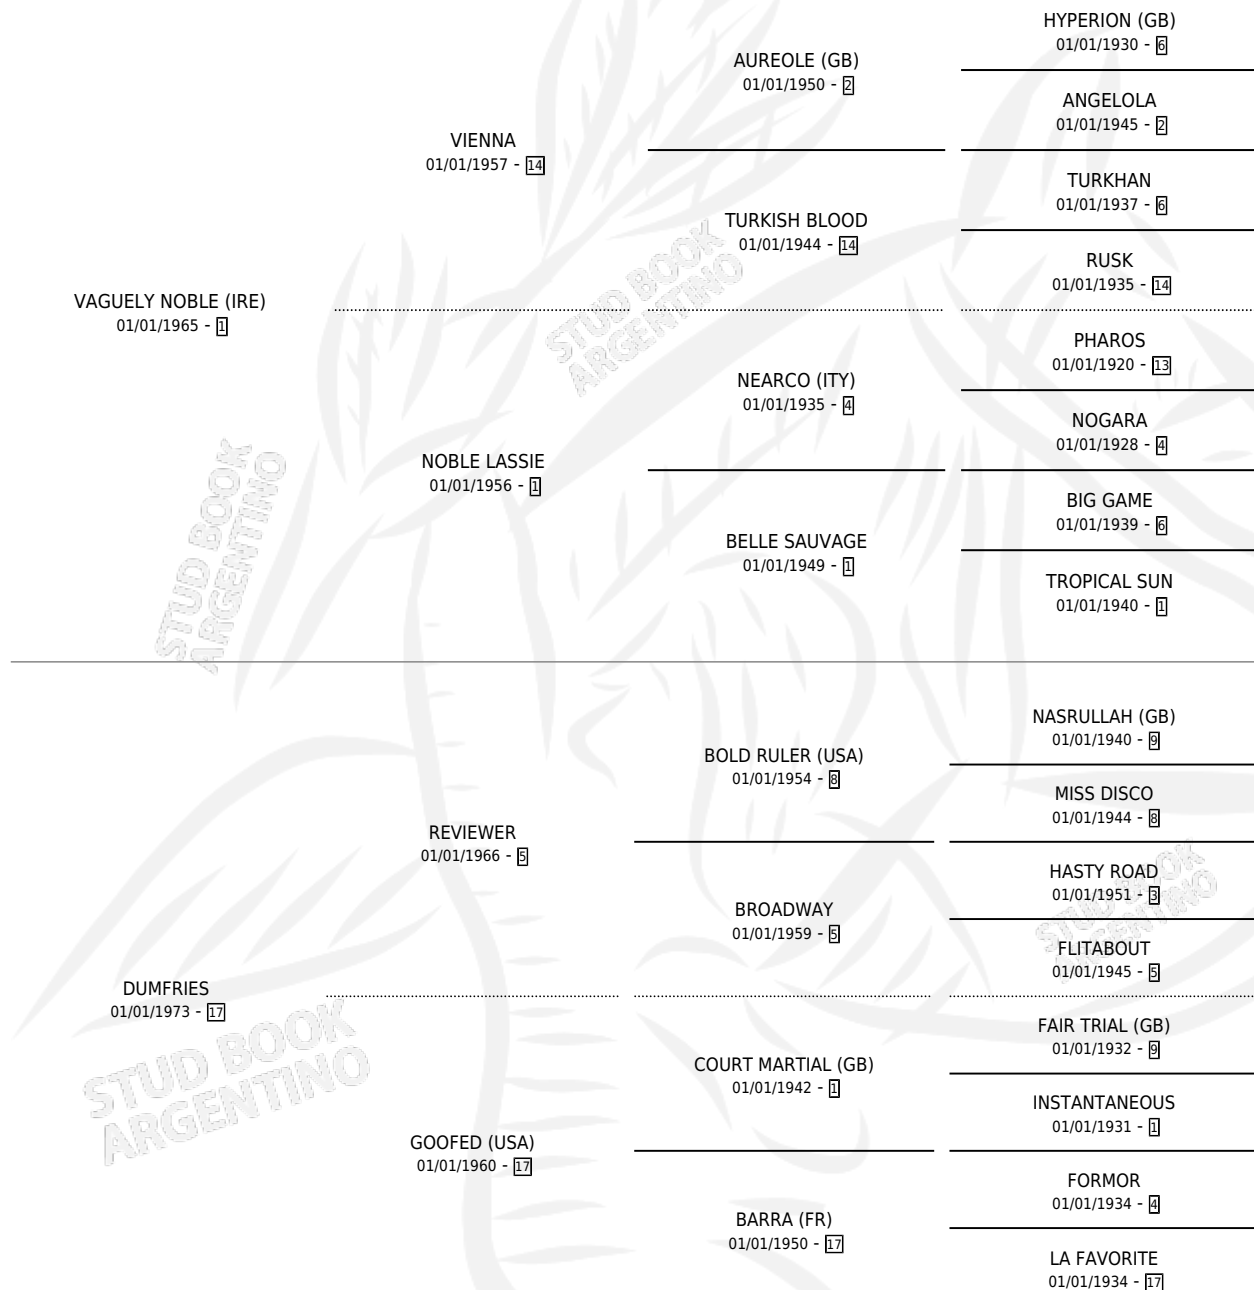 HYPERION (GB)
01/01/1930 - 6
AUREOLE (GB)
01/01/1950 - 2
ANGELOLA
01/01/1945 - 2
VIENNA
01/01/1957 - 14
TURKHAN
01/01/1937 - 6
TURKISH BLOOD
01/01/1944 - 14
RUSK
01/01/1935 - 14
VAGUELY NOBLE (IRE)
01/01/1965 - 1
PHAROS
01/01/1920 - 13
NEARCO (ITY)
01/01/1935 - 4
NOGARA
01/01/1928 - 4
NOBLE LASSIE
01/01/1956 - 1
BIG GAME
01/01/1939 - 6
BELLE SAUVAGE
01/01/1949 - 1
TROPICAL SUN
01/01/1940 - 1
NASRULLAH (GB)
01/01/1940 - 9
BOLD RULER (USA)
01/01/1954 - 8
MISS DISCO
01/01/1944 - 8
REVIEWER
01/01/1966 - 5
HASTY ROAD
01/01/1951 - 3
BROADWAY
01/01/1959 - 5
FLITABOUT
01/01/1945 - 5
DUMFRIES
01/01/1973 - 17
FAIR TRIAL (GB)
01/01/1932 - 9
COURT MARTIAL (GB)
01/01/1942 - 1
INSTANTANEOUS
01/01/1931 - 1
GOOFED (USA)
01/01/1960 - 17
FORMOR
01/01/1934 - 4
BARRA (FR)
01/01/1950 - 17
LA FAVORITE
01/01/1934 - 17
STUD BOOK
ARGENTINO
STUD BOOK
ARGENTINO
STUD BOOK
ARGENTINO
STUD BOOK
ARGENTINO